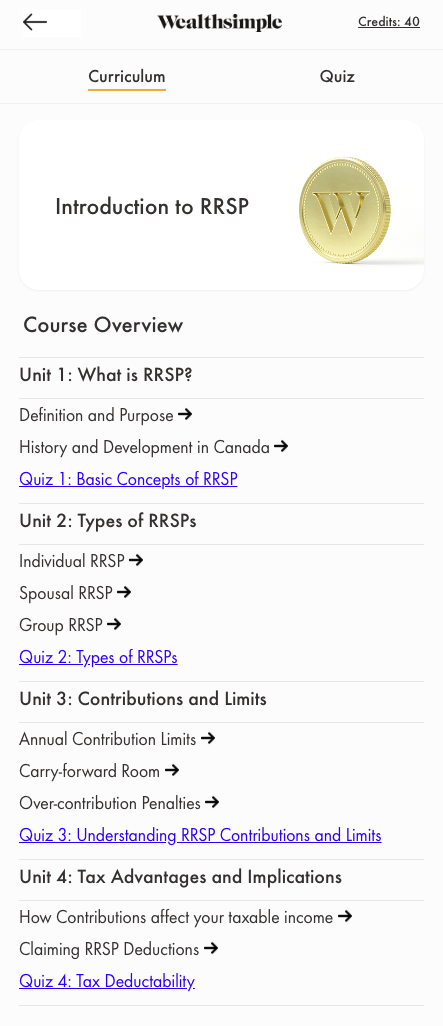 Wealthsimple
Credits: 40
Curriculum
Quiz
Introduction to RRSP
W
Course Overview
Unit 1: What is RRSP?
Definition and Purpose →
History and Development in Canada →
Quiz 1: Basic Concepts of RRSP
Unit 2: Types of RRSPs
Individual RRSP →
Spousal RRSP →
Group RRSP →
Quiz 2: Types of RRSPs
Unit 3: Contributions and Limits
Annual Contribution Limits →
Carry-forward Room →
Over-contribution Penalties →
Quiz 3: Understanding RRSP Contributions and Limits
Unit 4: Tax Advantages and Implications
How Contributions affect your taxable income →
Claiming RRSP Deductions →
Quiz 4: Tax Deductability